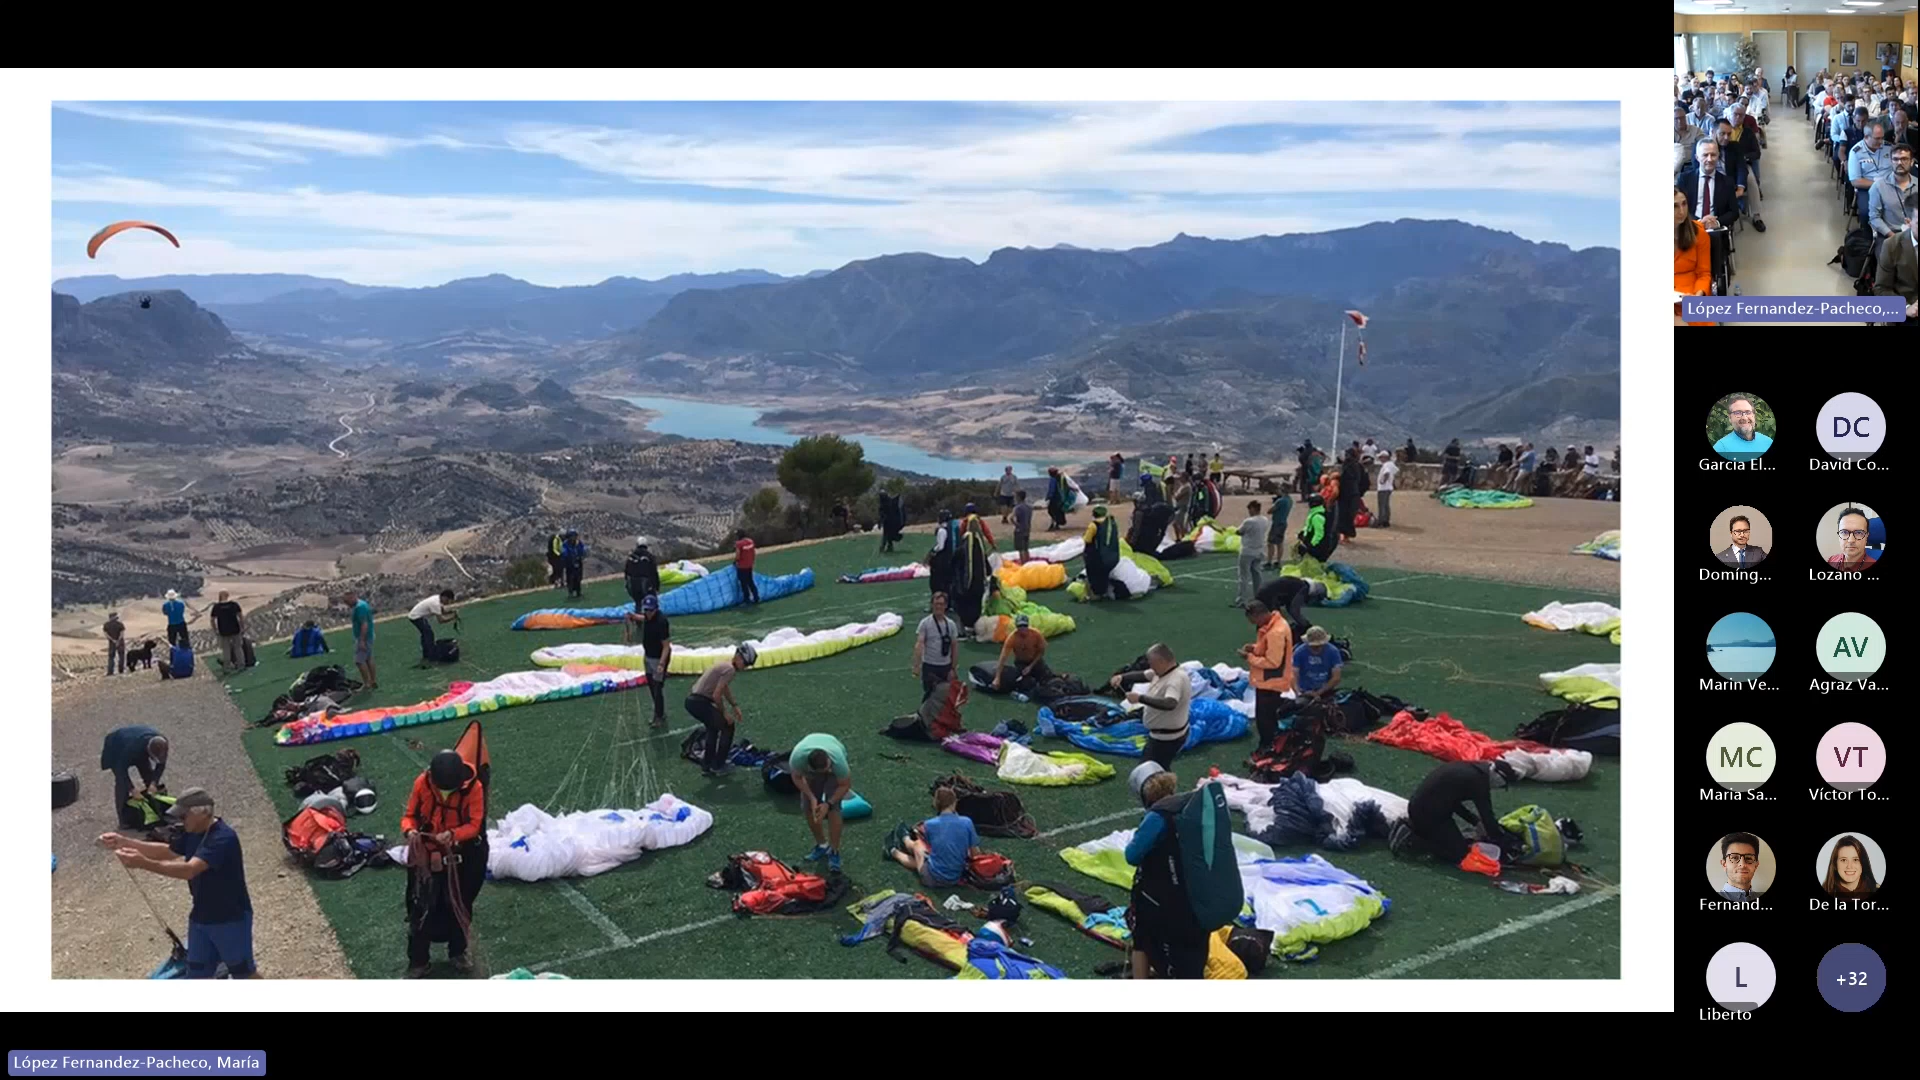 López Fernandez-Pacheco,...
Garcia El...
DC
David Co...
Doming...
Lozano ...
Marin Ve...
AV
Agraz Va...
MC
Maria Sa...
VT
Víctor To...
Fernand...
De la Tor...
L
Liberto
+32
López Fernandez-Pacheco, María